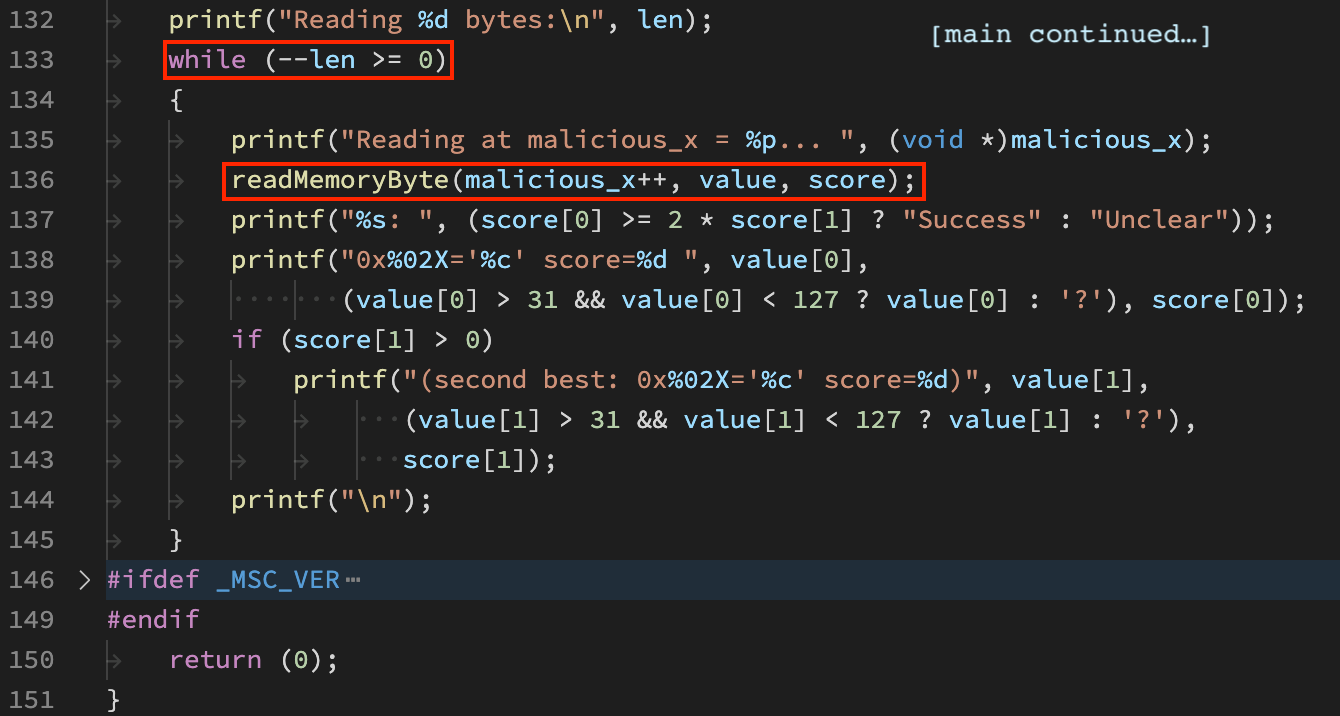 132 printf("Reading %d bytes:\n", len);
[main continued…]
133 while (--len >= 0)
134 {
135 printf("Reading at malicious_x = %p... ", (void *)malicious_x);
136 readMemoryByte(malicious_x++, value, score);
137 printf("%s: ", (score[0] >= 2 * score[1] ? "Success" : "Unclear"));
138 printf("0x%02X='%c' score=%d ", value[0],
139 (value[0] > 31 && value[0] < 127 ? value[0] : '?'), score[0]);
140 if (score[1] > 0)
141 printf("(second best: 0x%02X='%c' score=%d)", value[1],
142 (value[1] > 31 && value[1] < 127 ? value[1] : '?'),
143 score[1]);
144 printf("\n");
145 }
146 #ifdef _MSC_VER…
149 #endif
150 return (0);
151 }